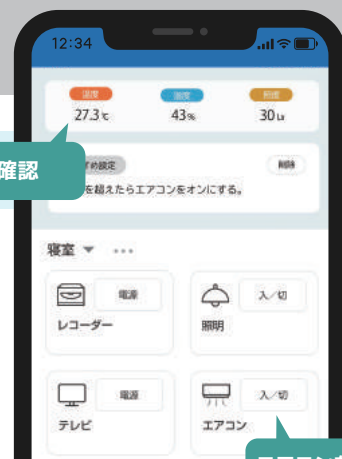 12:34
温度 湿度 照度
27.3℃ 43% 30Lx
確認
すめ設定 削除
を超えたらエアコンをオンにする。
寝室
電源 入/切
レコーダー 照明
電源 入/切
テレビ エアコン